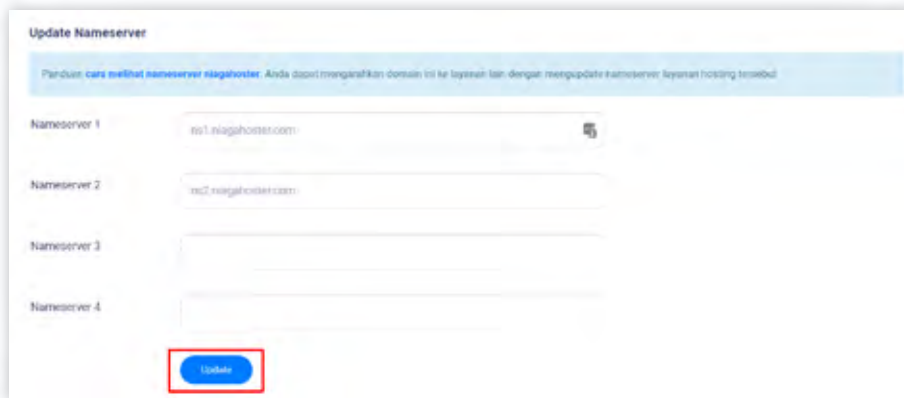 Update Nameserver
Panduan cara melihat nameserver niagahoster. Anda dapat mengarahkan domain ini ke layanan lain dengan mengupdate nameserver layanan hosting tersebut
Nameserver 1
ns1.niagahoster.com
Nameserver 2
ns2.niagahoster.com
Nameserver 3
Nameserver 4
Update